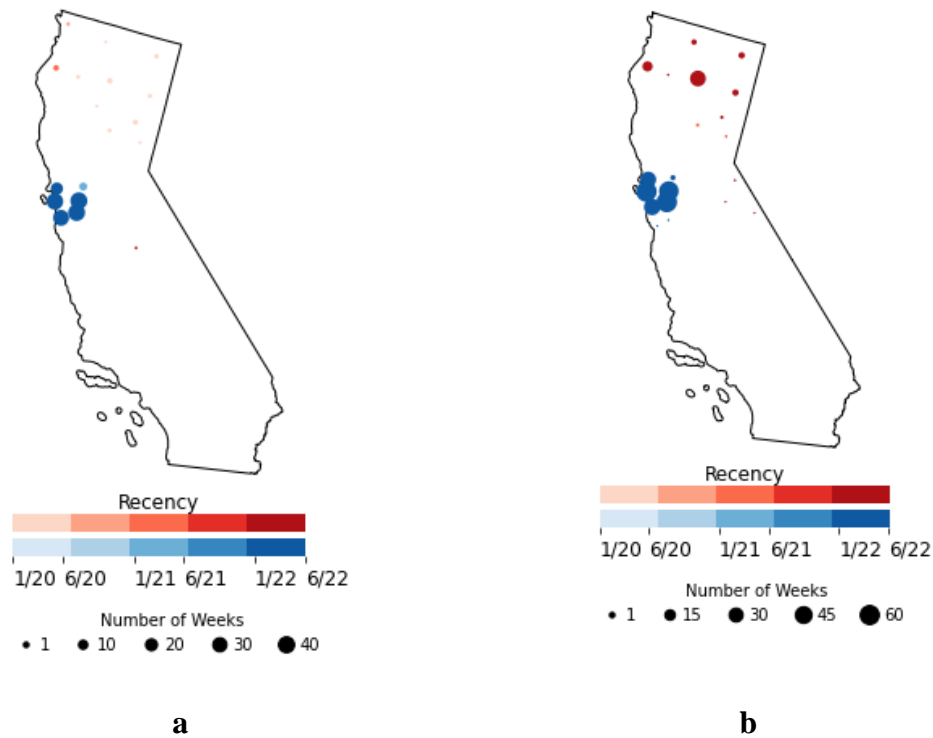 Recency
1/20 6/20 1/21 6/21 1/22 6/22
Number of Weeks
1 10 20 30 40
a
Recency
1/20 6/20 1/21 6/21 1/22 6/22
Number of Weeks
1 15 30 45 60
b